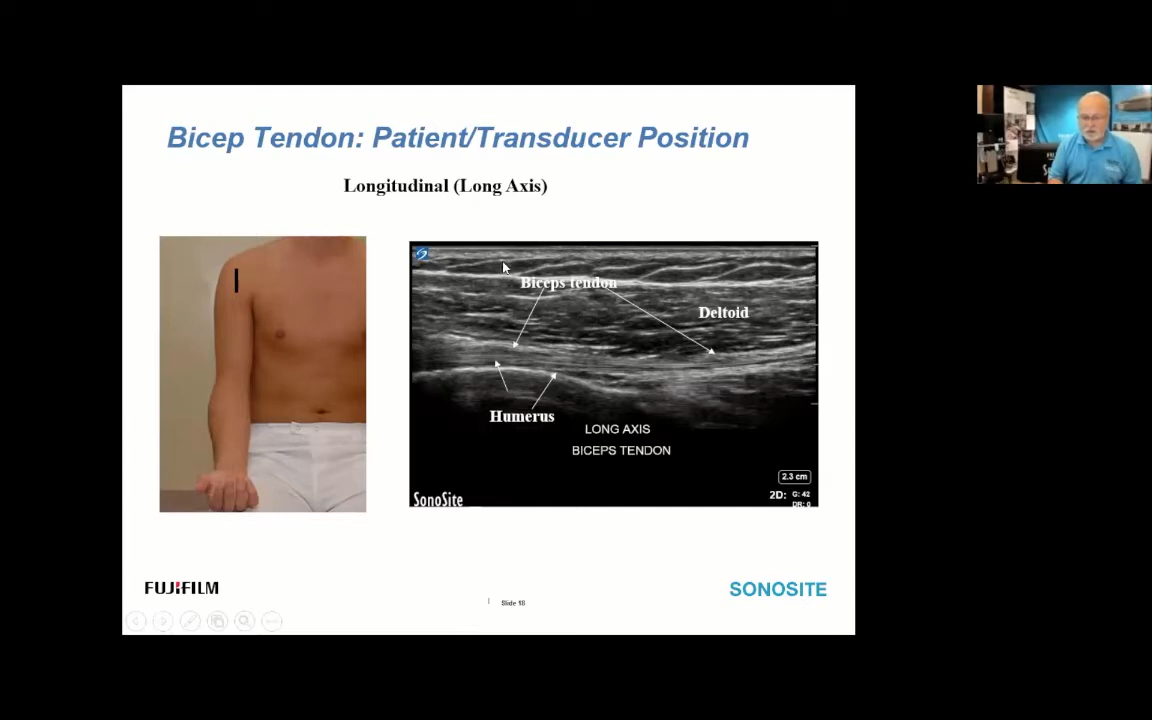 Bicep Tendon: Patient/Transducer Position
Longitudinal (Long Axis)
Biceps tendon
Deltoid
Humerus
LONG AXIS
BICEPS TENDON
2.3 cm
2D: G: 42
DR: 0
SonoSite
FUJIFILM
SONOSITE
Slide 18